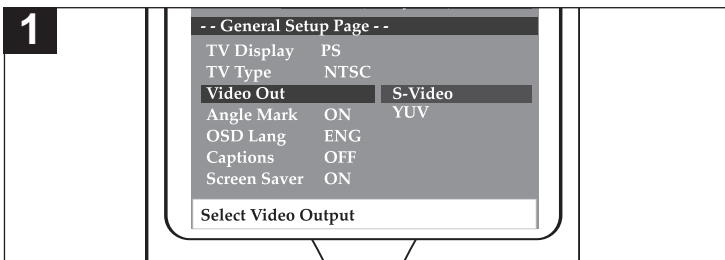 1
- - General Setup Page - -
TV Display PS
TV Type NTSC
Video Out S-Video
Angle Mark ON YUV
OSD Lang ENG
Captions OFF
Screen Saver ON
Select Video Output